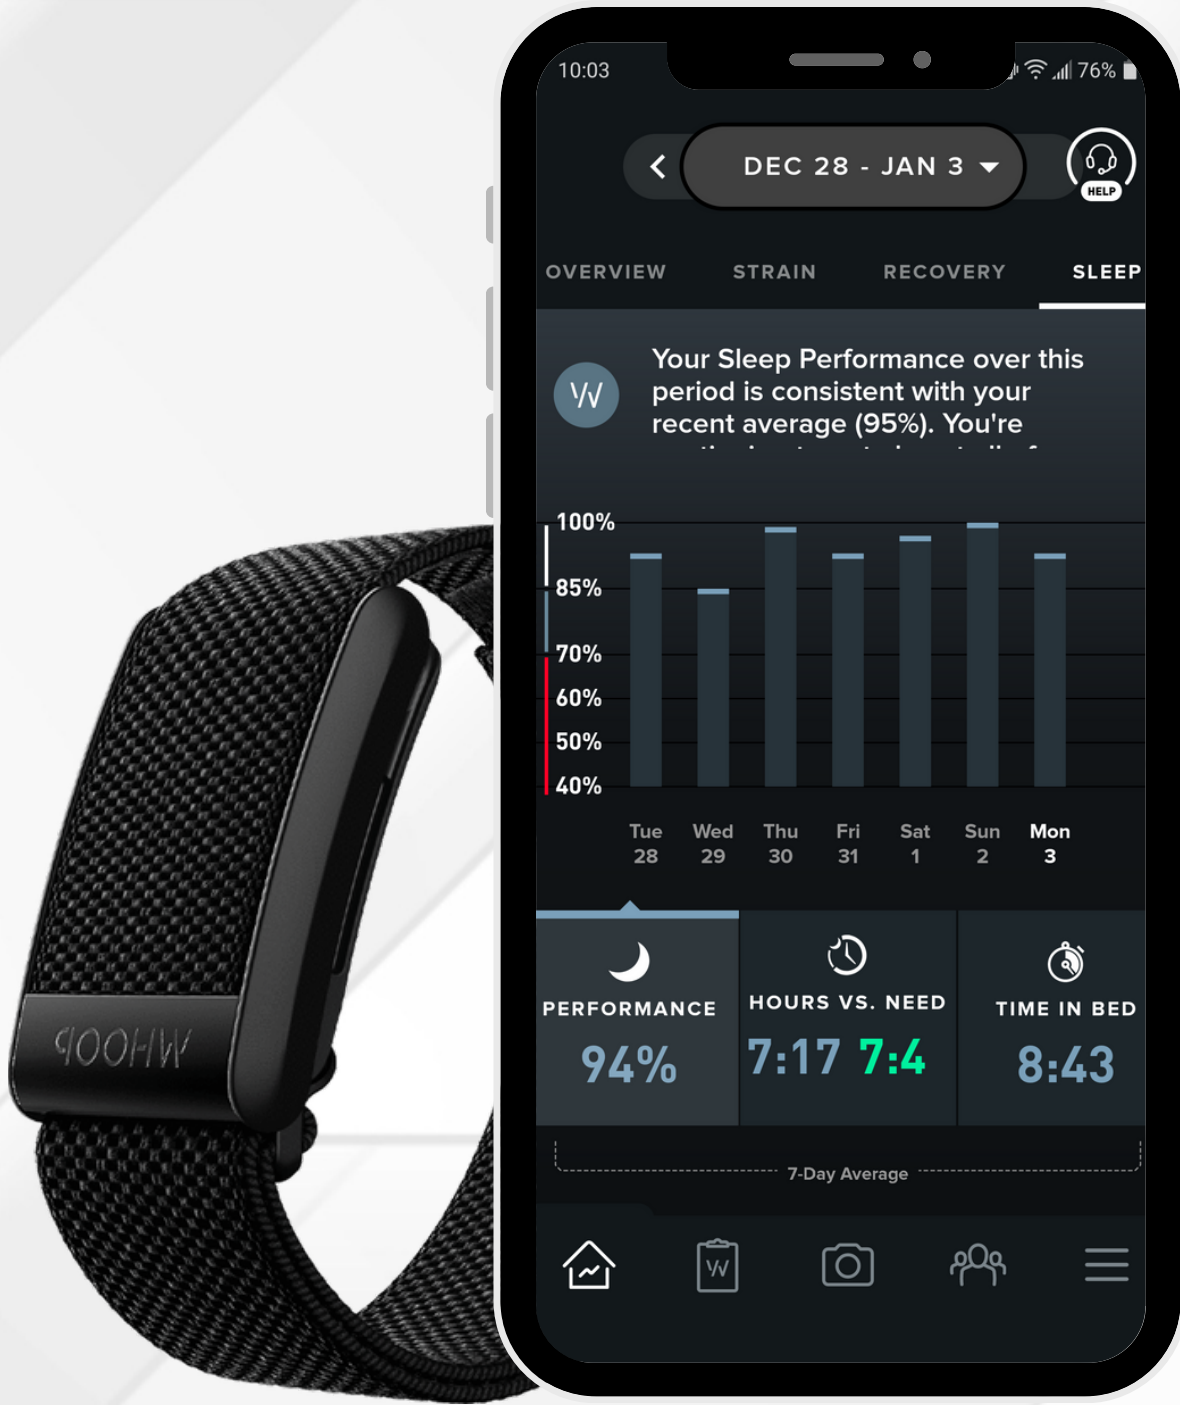 10:03
76%
DEC 28 - JAN 3
HELP
OVERVIEW STRAIN RECOVERY SLEEP
Your Sleep Performance over this
period is consistent with your
recent average (95%). You're
100%
85%
70%
60%
50%
40%
Tue Wed Thu Fri Sat Sun Mon
28 29 30 31 1 2 3
PERFORMANCE HOURS VS. NEED TIME IN BED
94% 7:17 7:4 8:43
7-Day Average
WHOOP